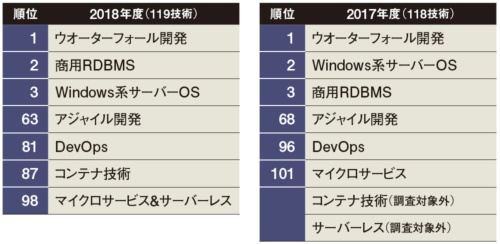 順位 2018年度（119技術）
1 ウオーターフォール開発
2 商用RDBMS
3 Windows系サーバーOS
63 アジャイル開発
81 DevOps
87 コンテナ技術
98 マイクロサービス&サーバーレス
順位 2017年度（118技術）
1 ウオーターフォール開発
2 Windows系サーバーOS
3 商用RDBMS
68 アジャイル開発
96 DevOps
101 マイクロサービス
コンテナ技術（調査対象外）
サーバーレス（調査対象外）